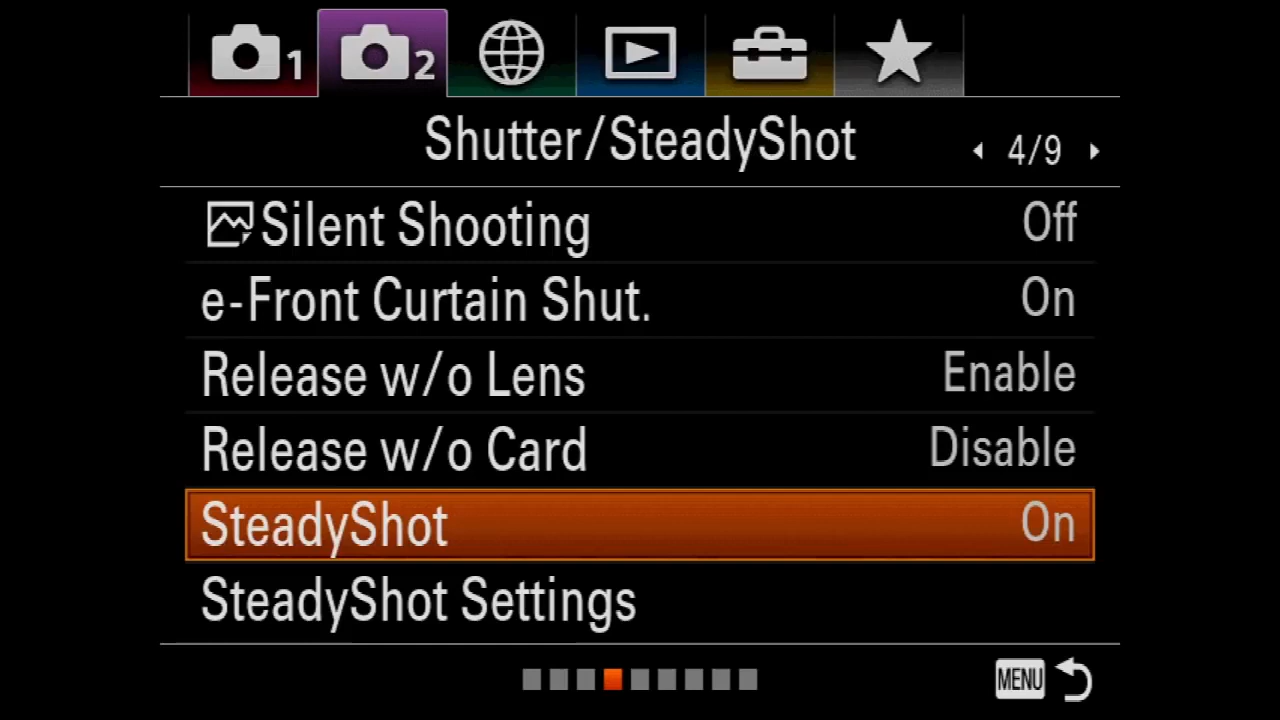 1 2
Shutter/SteadyShot 4/9
Silent Shooting Off
e-Front Curtain Shut. On
Release w/o Lens Enable
Release w/o Card Disable
SteadyShot On
SteadyShot Settings
MENU